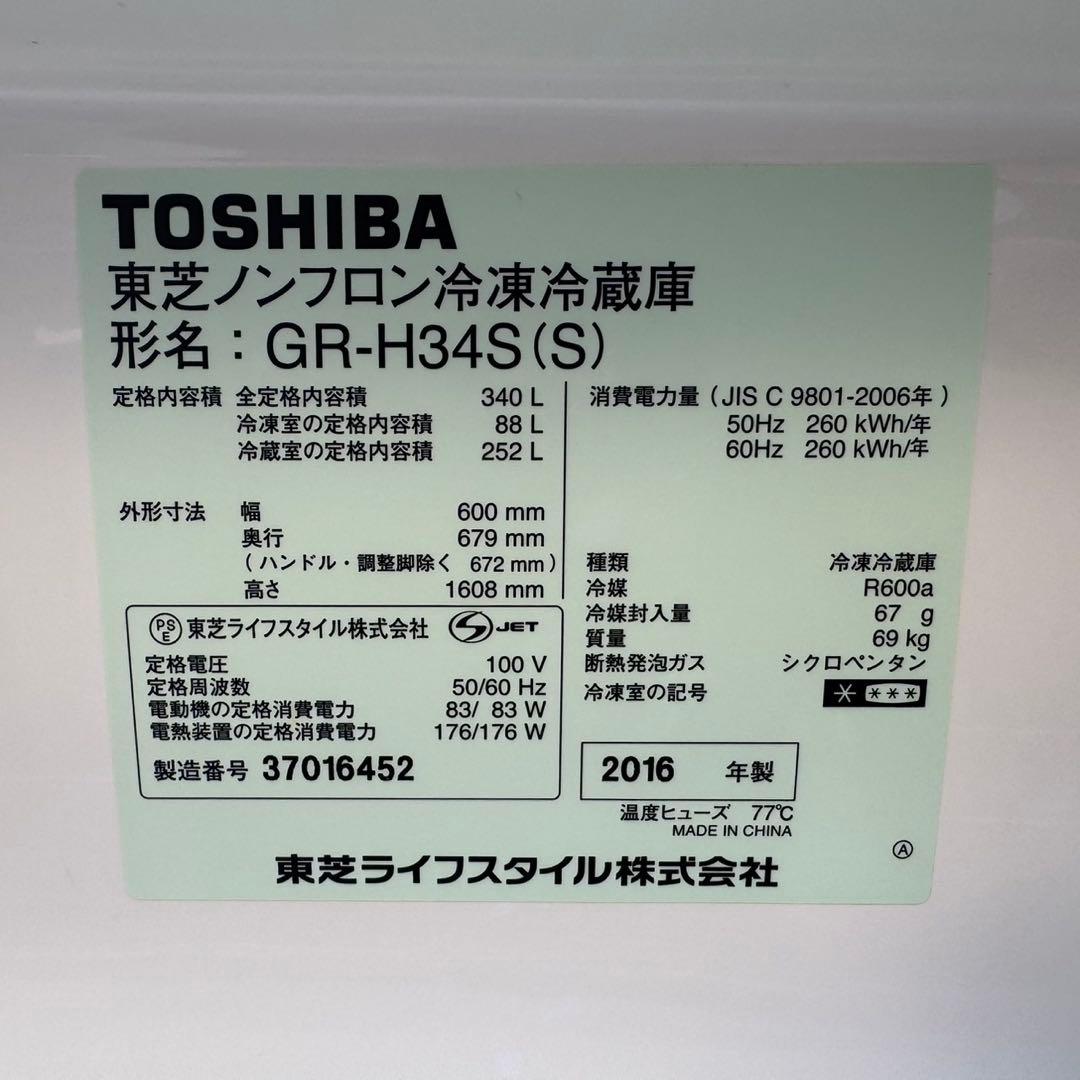 TOSHIBA
東芝ノンフロン冷凍冷蔵庫
形名：GR-H34S(S)
定格内容積 全定格内容積 340 L
冷凍室の定格内容積 88 L
冷蔵室の定格内容積 252 L
外形寸法 幅 600 mm
奥行 679 mm
(ハンドル・調整脚除く 672 mm)
高さ 1608 mm
PSE 東芝ライフスタイル株式会社 S JET
定格電圧 100 V
定格周波数 50/60 Hz
電動機の定格消費電力 83/ 83 W
電熱装置の定格消費電力 176/176 W
製造番号 37016452
消費電力量 (JIS C 9801-2006年)
50Hz 260 kWh/年
60Hz 260 kWh/年
種類 冷凍冷蔵庫
冷媒 R600a
冷媒封入量 67 g
質量 69 kg
断熱発泡ガス シクロペンタン
冷凍室の記号 * ***
2016 年製
温度ヒューズ 77℃
MADE IN CHINA
Ⓐ
東芝ライフスタイル株式会社